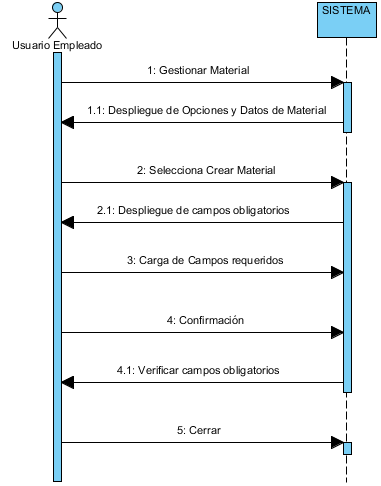 SISTEMA
Usuario Empleado
1: Gestionar Material
1.1: Despliegue de Opciones y Datos de Material
2: Selecciona Crear Material
2.1: Despliegue de campos obligatorios
3: Carga de Campos requeridos
4: Confirmación
4.1: Verificar campos obligatorios
5: Cerrar